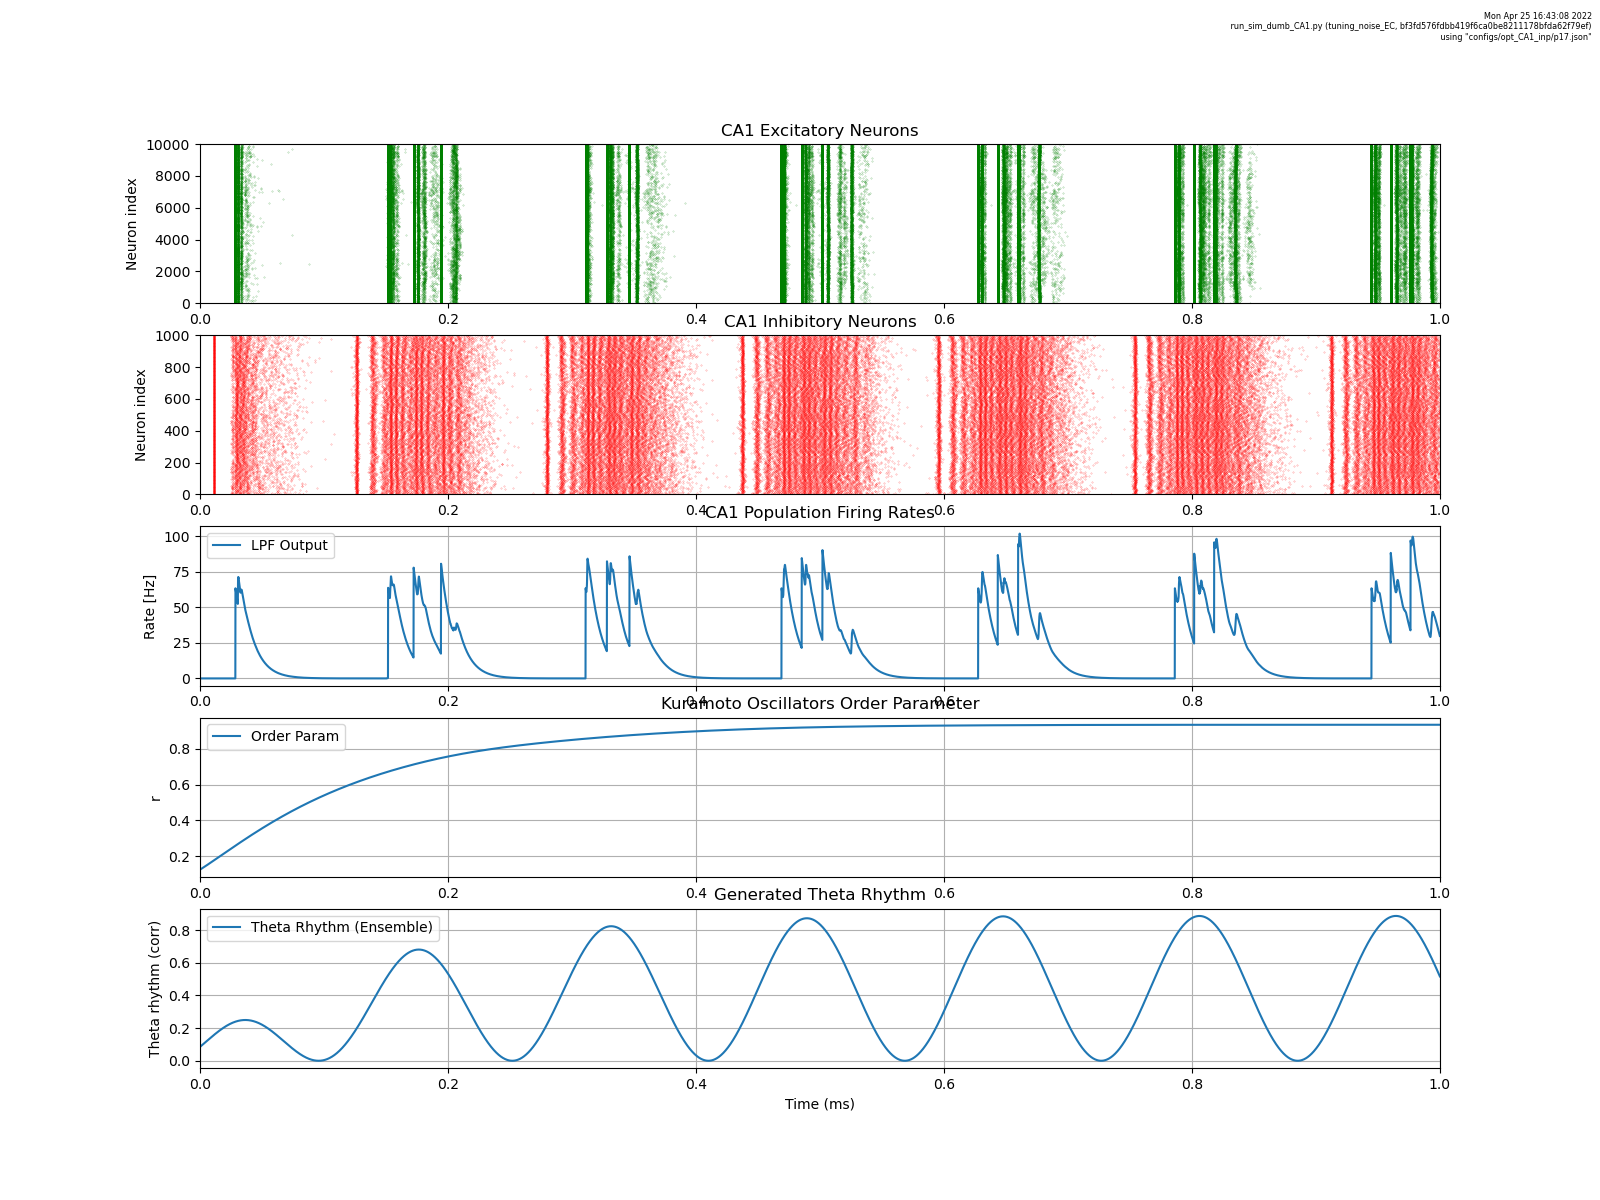 Mon Apr 25 16:43:08 2022
run_sim_dumb_CA1.py (tuning_noise_EC, bf3fd576fdbb419f6ca0be8211178bfda62f79ef)
using "configs/opt_CA1_inp/p17.json"
CA1 Excitatory Neurons
Neuron index
10000
8000
6000
4000
2000
0
0.0 0.2 0.4 0.6 0.8 1.0
CA1 Inhibitory Neurons
Neuron index
1000
800
600
400
200
0
0.0 0.2 0.4 0.6 0.8 1.0
CA1 Population Firing Rates
LPF Output
Rate [Hz]
100
75
50
25
0
0.0 0.2 0.4 0.6 0.8 1.0
Kuramoto Oscillators Order Parameter
Order Param
r
0.8
0.6
0.4
0.2
0.0 0.2 0.4 0.6 0.8 1.0
Generated Theta Rhythm
Theta Rhythm (Ensemble)
Theta rhythm (corr)
0.8
0.6
0.4
0.2
0.0
0.0 0.2 0.4 0.6 0.8 1.0
Time (ms)